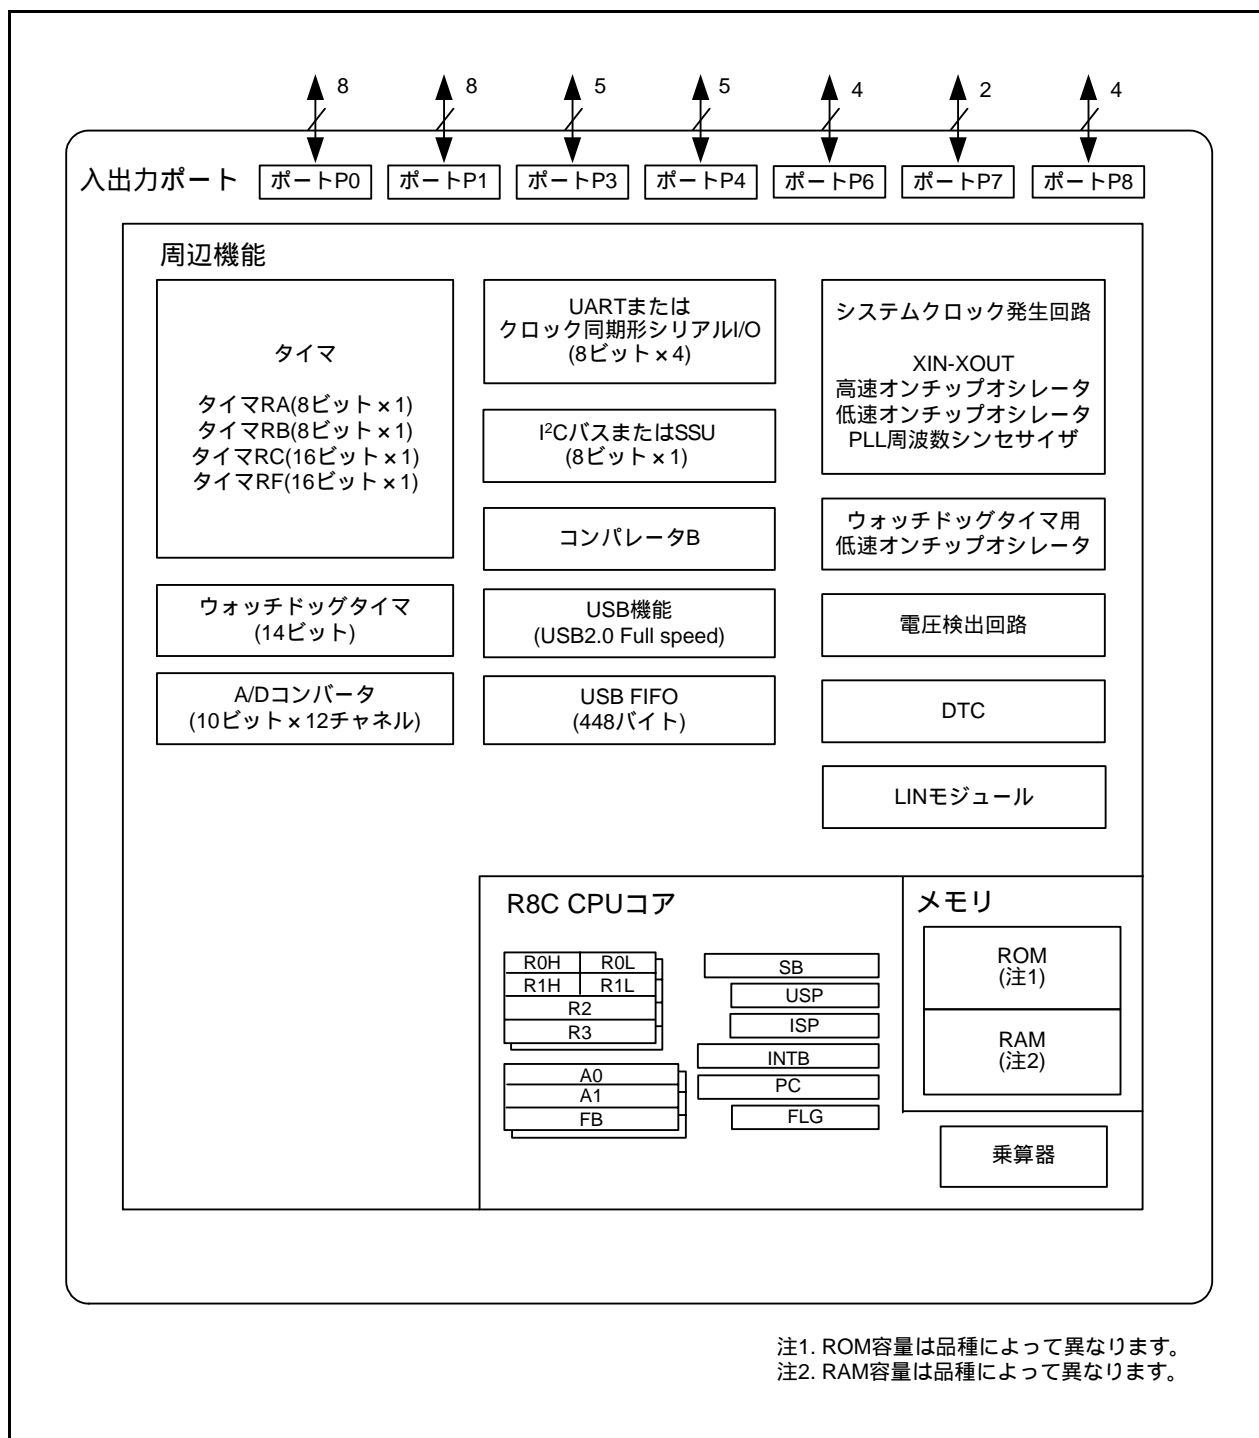 8
8
5
5
4
2
4
入出力ポート
ポートP0
ポートP1
ポートP3
ポートP4
ポートP6
ポートP7
ポートP8
周辺機能
タイマ
タイマRA(8ビット×1)
タイマRB(8ビット×1)
タイマRC(16ビット×1)
タイマRF(16ビット×1)
ウォッチドッグタイマ
(14ビット)
A/Dコンバータ
(10ビット×12チャネル)
UARTまたは
クロック同期形シリアルI/O
(8ビット×4)
I²CバスまたはSSU
(8ビット×1)
コンパレータB
USB機能
(USB2.0 Full speed)
USB FIFO
(448バイト)
システムクロック発生回路
XIN-XOUT
高速オンチップオシレータ
低速オンチップオシレータ
PLL周波数シンセサイザ
ウォッチドッグタイマ用
低速オンチップオシレータ
電圧検出回路
DTC
LINモジュール
R8C CPUコア
R0H R0L
R1H R1L
R2
R3
A0
A1
FB
SB
USP
ISP
INTB
PC
FLG
メモリ
ROM
(注1)
RAM
(注2)
乗算器
注1. ROM容量は品種によって異なります。
注2. RAM容量は品種によって異なります。